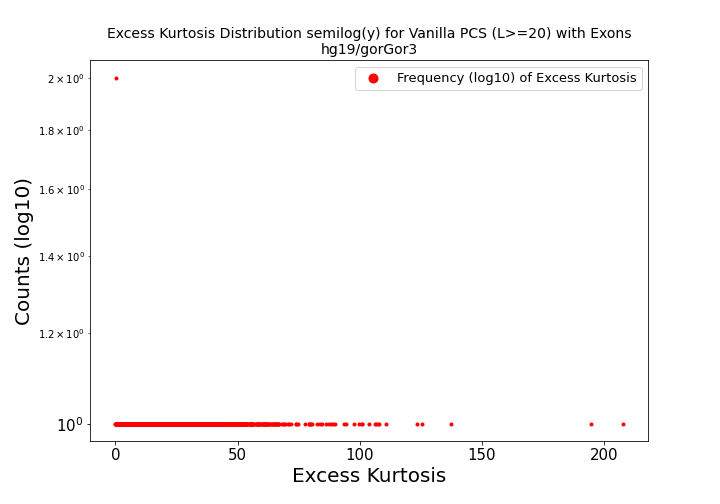 Excess Kurtosis Distribution semilog(y) for Vanilla PCS (L>=20) with Exons
hg19/gorGor3
Frequency (log10) of Excess Kurtosis
Counts (log10)
2 × 10⁰
1.8 × 10⁰
1.6 × 10⁰
1.4 × 10⁰
1.2 × 10⁰
10⁰
0 50 100 150 200
Excess Kurtosis